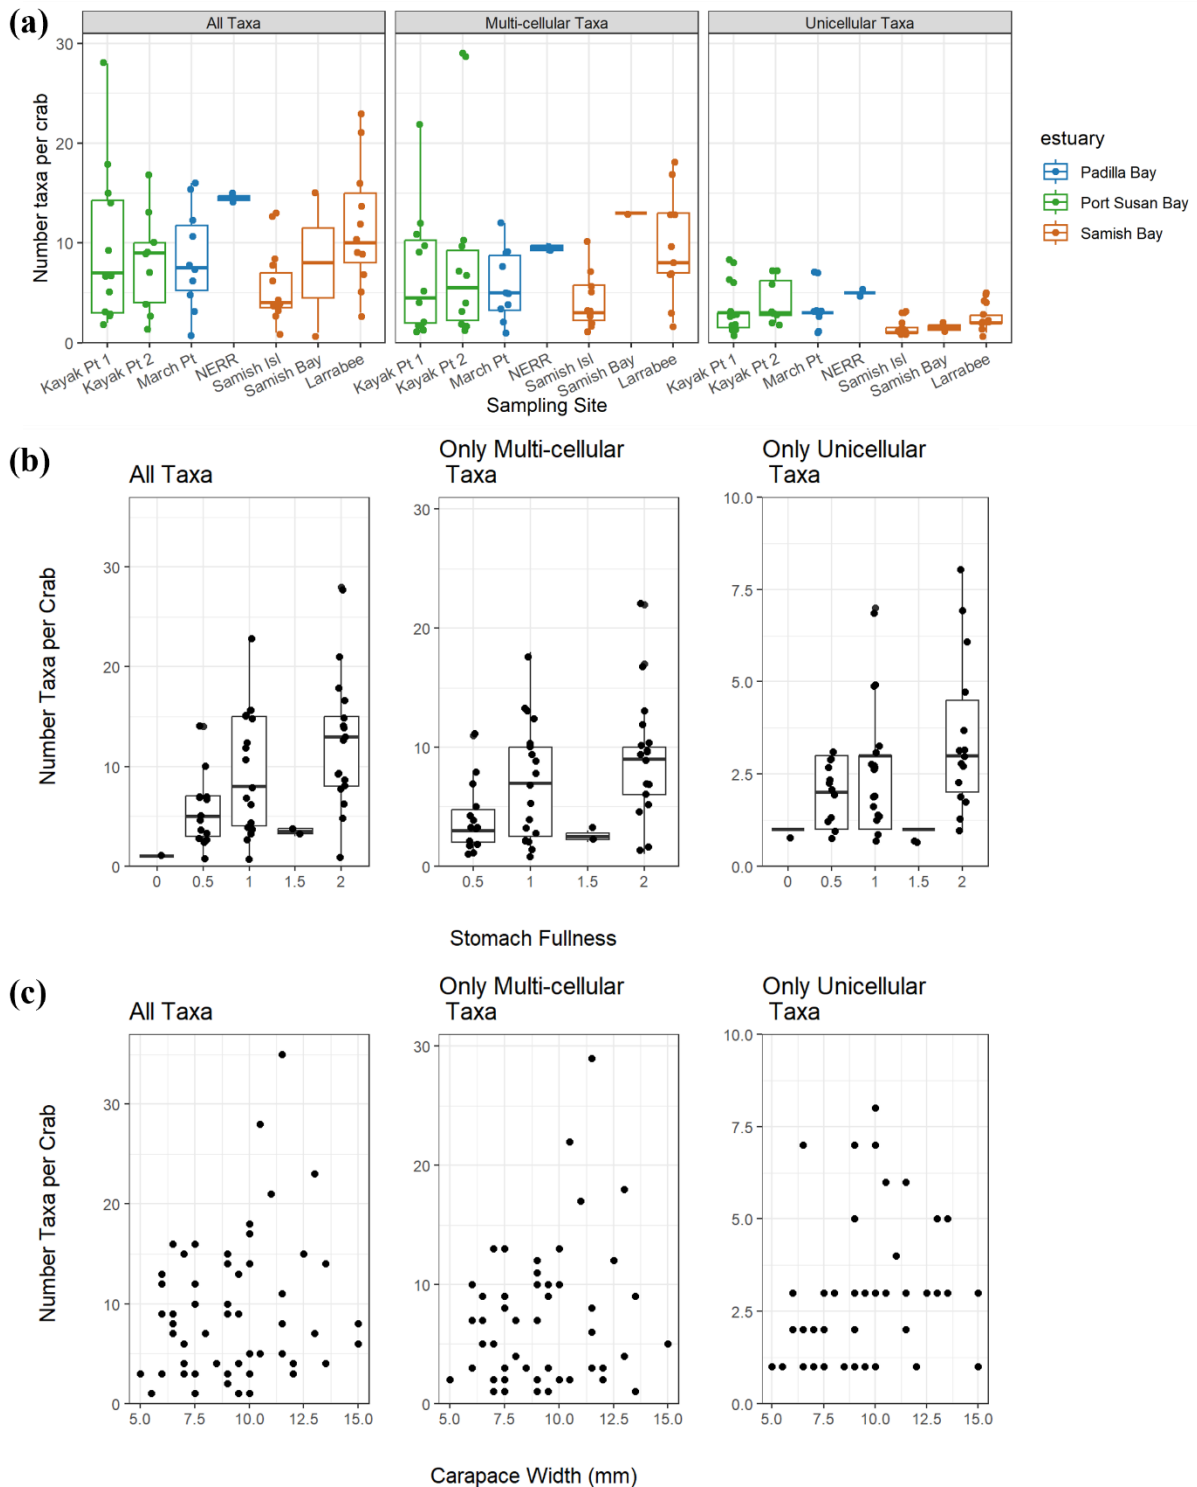 (a)
All Taxa
Multi-cellular Taxa
Unicellular Taxa
Number taxa per crab
30
20
10
0
Kayak Pt 1
Kayak Pt 2
March Pt
NERR
Samish Isl
Samish Bay
Larrabee
Kayak Pt 1
Kayak Pt 2
March Pt
NERR
Samish Isl
Samish Bay
Larrabee
Kayak Pt 1
Kayak Pt 2
March Pt
NERR
Samish Isl
Samish Bay
Larrabee
Sampling Site
estuary
Padilla Bay
Port Susan Bay
Samish Bay
(b)
All Taxa
Only Multi-cellular
Taxa
Only Unicellular
Taxa
Number Taxa per Crab
30
20
10
0
0 0.5 1 1.5 2
30
20
10
0
0.5 1 1.5 2
10.0
7.5
5.0
2.5
0.0
0 0.5 1 1.5 2
Stomach Fullness
(c)
All Taxa
Only Multi-cellular
Taxa
Only Unicellular
Taxa
Number Taxa per Crab
30
20
10
0
5.0 7.5 10.0 12.5 15.0
30
20
10
0
5.0 7.5 10.0 12.5 15.0
10.0
7.5
5.0
2.5
0.0
5.0 7.5 10.0 12.5 15.0
Carapace Width (mm)